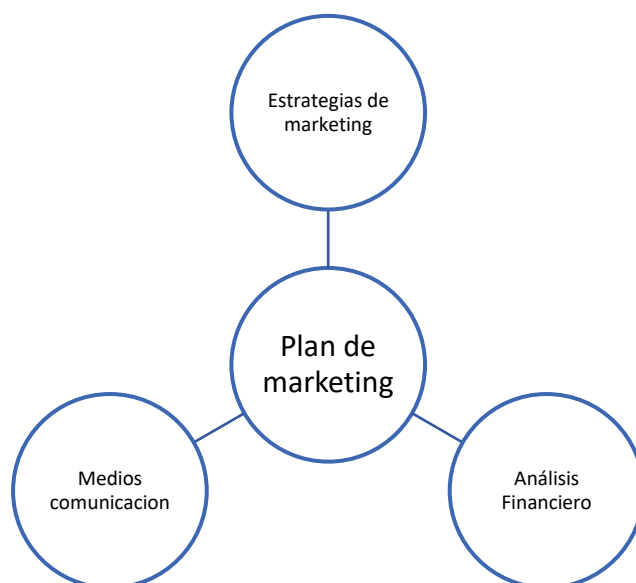 Estrategias de
marketing
Plan de
marketing
Medios
comunicacion
Análisis
Financiero